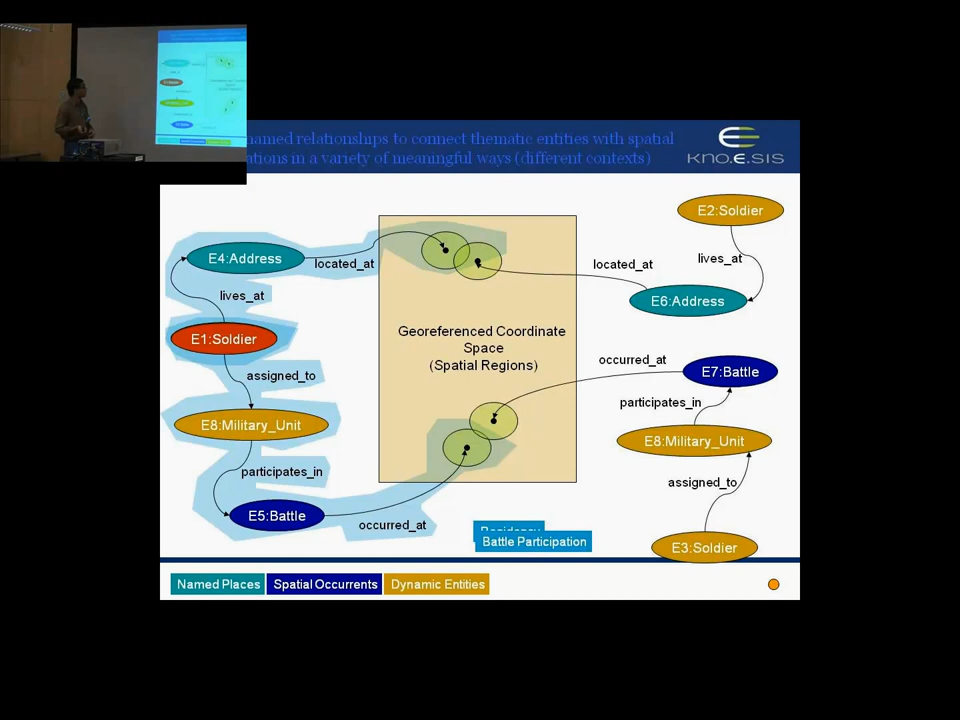 named relationships to connect thematic entities with spatial
ations in a variety of meaningful ways (different contexts)
kno.e.sis
E2:Soldier
E4:Address
located_at
located_at
lives_at
lives_at
E6:Address
E1:Soldier
Georeferenced Coordinate
Space
(Spatial Regions)
occurred_at
E7:Battle
assigned_to
participates_in
E8:Military_Unit
E8:Military_Unit
participates_in
assigned_to
E5:Battle
occurred_at
Residency
Battle Participation
E3:Soldier
Named Places
Spatial Occurrents
Dynamic Entities